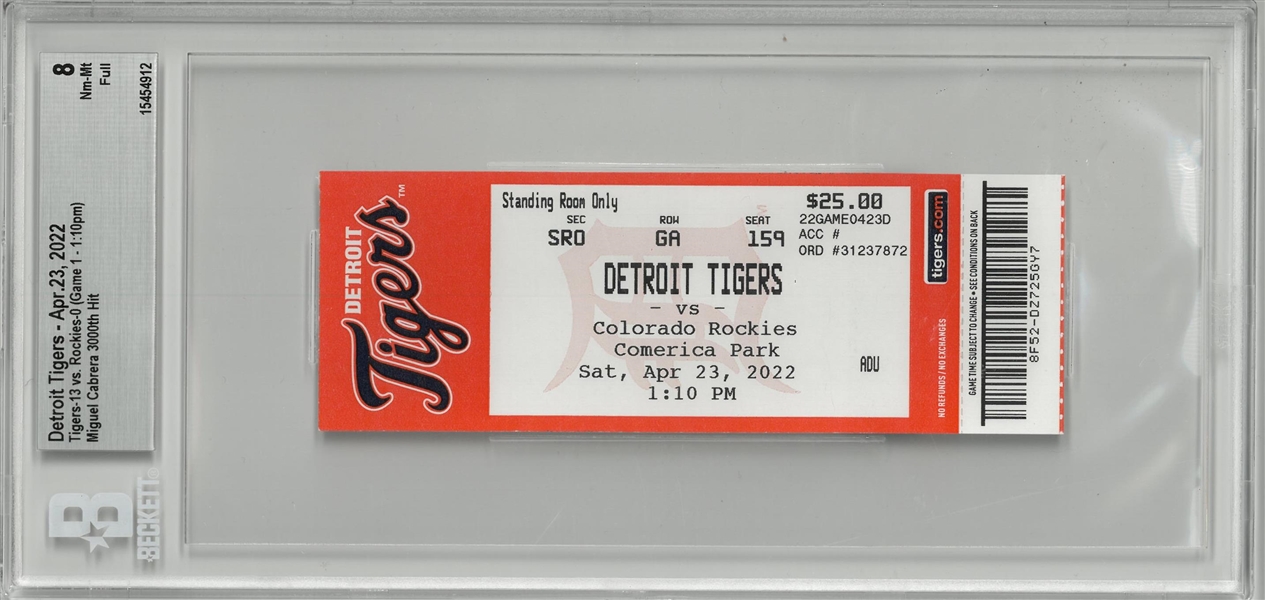 Detroit Tigers - Apr.23, 2022
Tigers-13 vs. Rockies-0 (Game 1 - 1:10pm)
Miguel Cabrera 3000th Hit
8
Nm-Mt
Full
15454912
B
BECKETT®
DETROIT
Tigers™
Standing Room Only
SEC ROW SEAT
SRO GA 159
DETROIT TIGERS
- vs -
Colorado Rockies
Comerica Park
Sat, Apr 23, 2022
1:10 PM
$25.00
22GAME0423D
ACC #
ORD #31237872
ADU
tigers.com
NO REFUNDS / NO EXCHANGES
GAME TIME SUBJECT TO CHANGE • SEE CONDITIONS ON BACK
8F52-DZ725GY7